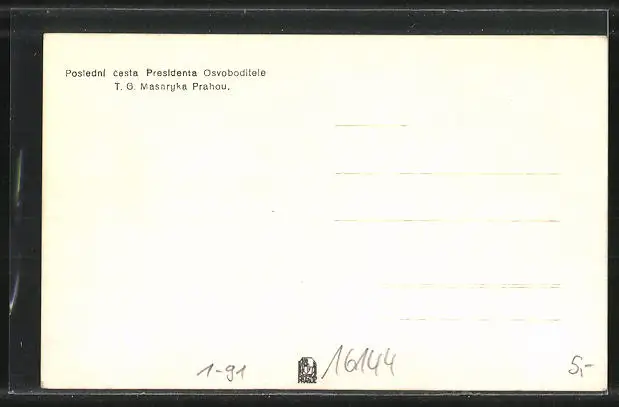 Poslední cesta Presidenta Osvoboditele
T. G. Masaryka Prahou.
1-91
16144
5,-